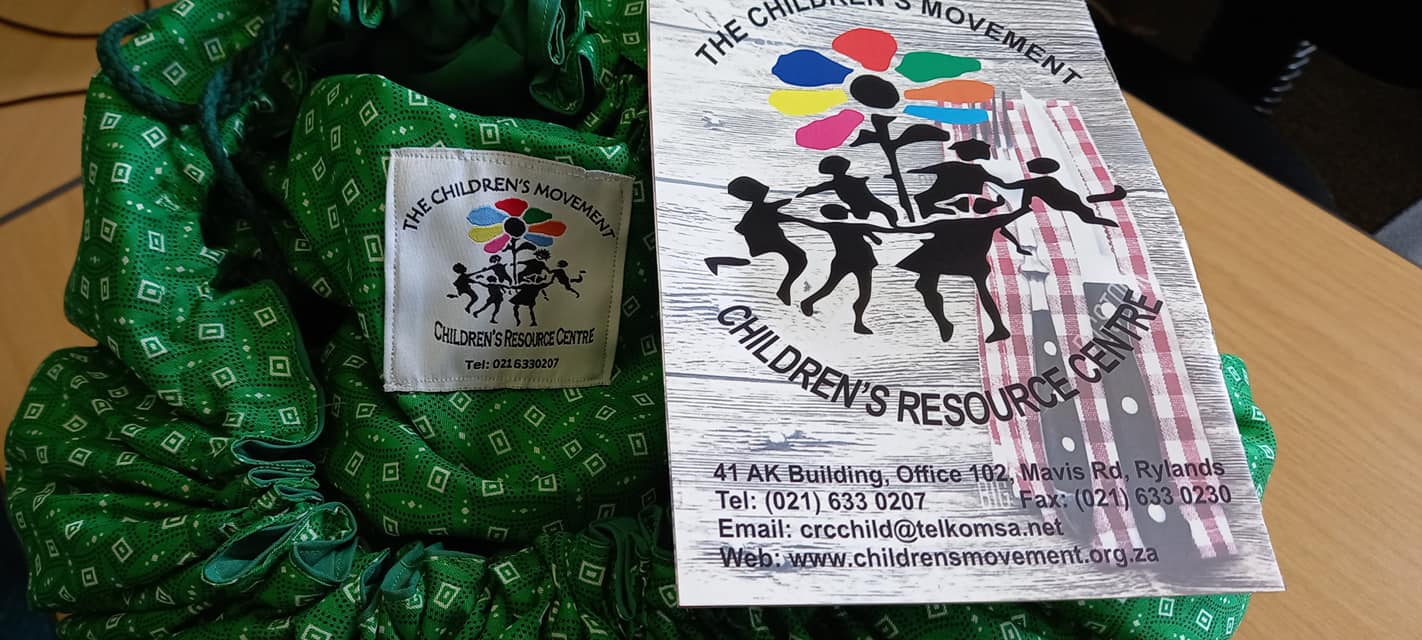 THE CHILDREN'S MOVEMENT
CHILDREN'S RESOURCE CENTRE
Tel: 021 6330207
THE CHILDREN'S MOVEMENT
CHILDREN'S RESOURCE CENTRE
41 AK Building, Office 102, Mavis Rd, Rylands
Tel: (021) 633 0207 Fax: (021) 633 0230
Email: crcchild@telkomsa.net
Web: www.childrensmovement.org.za